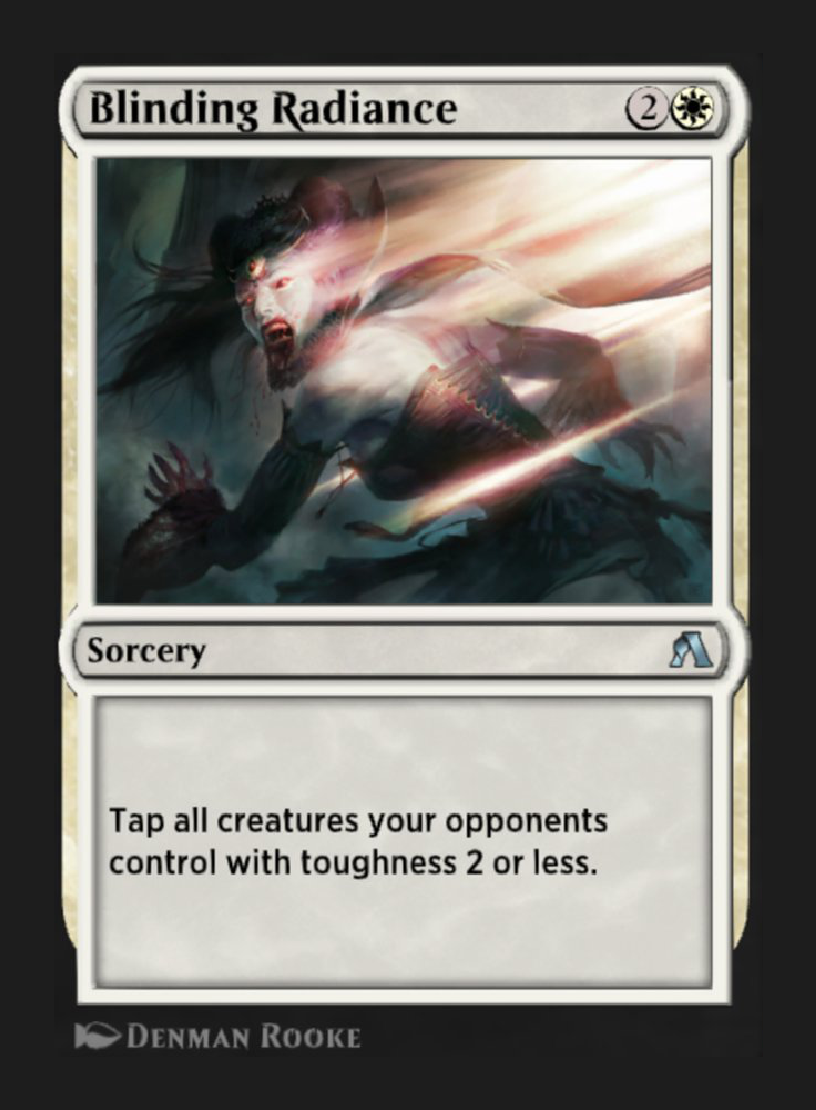 Blinding Radiance 2
Sorcery
Tap all creatures your opponents
control with toughness 2 or less.
DENMAN ROOKE